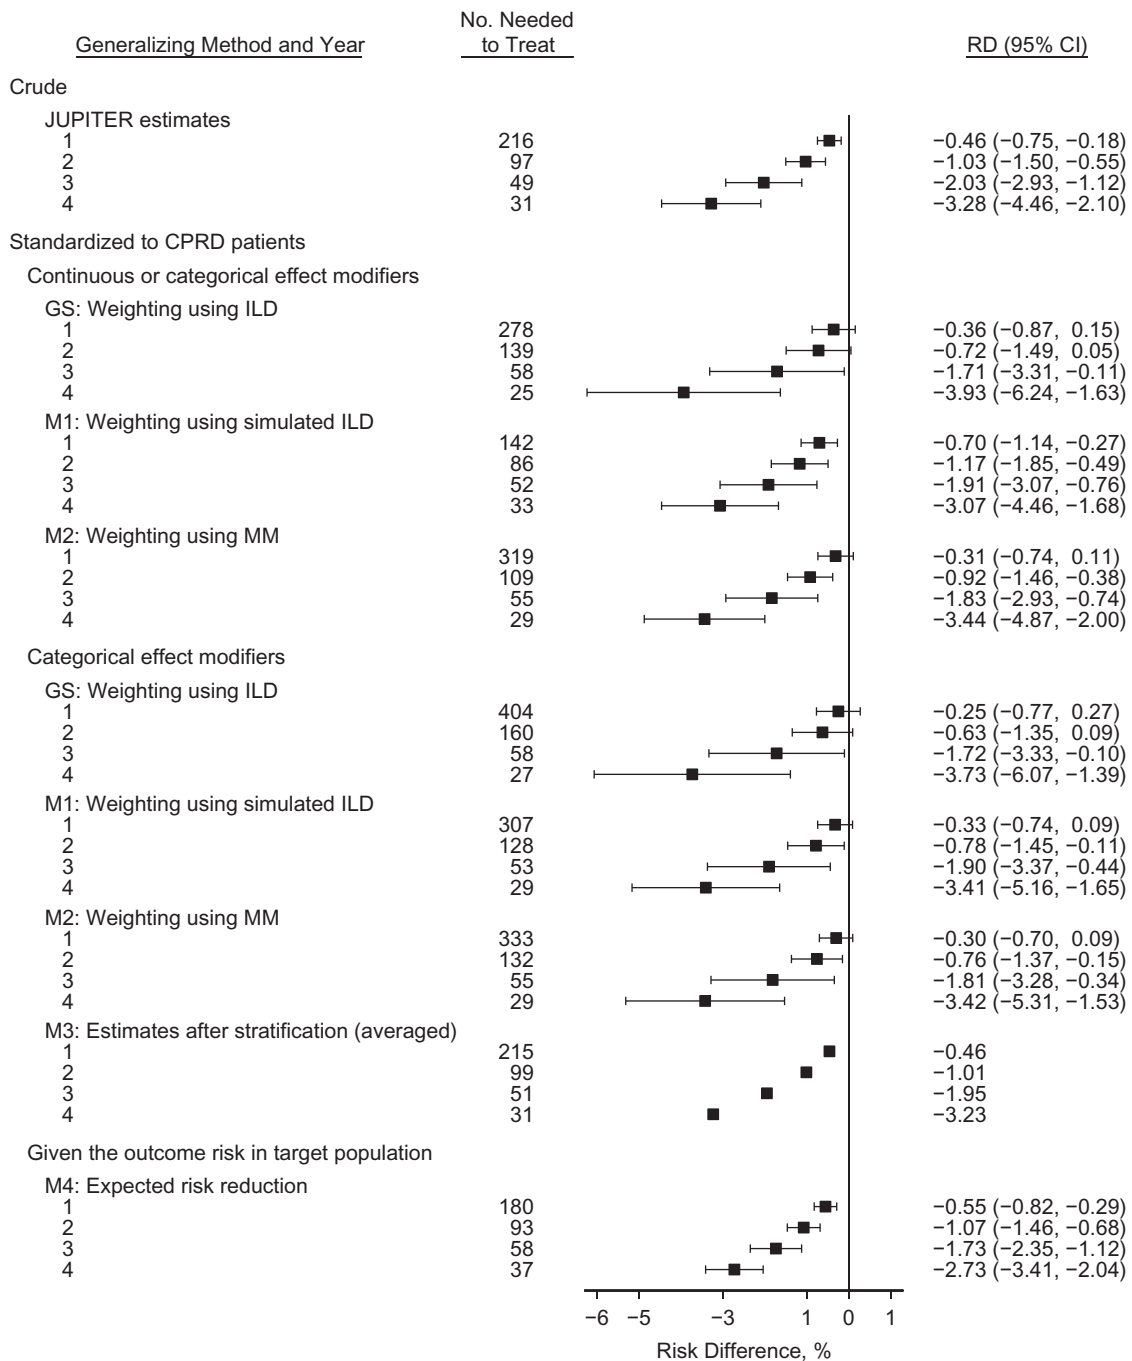 Generalizing Method and Year No. Needed to Treat RD (95% CI)
Crude
JUPITER estimates
1 216 −0.46 (−0.75, −0.18)
2 97 −1.03 (−1.50, −0.55)
3 49 −2.03 (−2.93, −1.12)
4 31 −3.28 (−4.46, −2.10)
Standardized to CPRD patients
Continuous or categorical effect modifiers
GS: Weighting using ILD
1 278 −0.36 (−0.87, 0.15)
2 139 −0.72 (−1.49, 0.05)
3 58 −1.71 (−3.31, −0.11)
4 25 −3.93 (−6.24, −1.63)
M1: Weighting using simulated ILD
1 142 −0.70 (−1.14, −0.27)
2 86 −1.17 (−1.85, −0.49)
3 52 −1.91 (−3.07, −0.76)
4 33 −3.07 (−4.46, −1.68)
M2: Weighting using MM
1 319 −0.31 (−0.74, 0.11)
2 109 −0.92 (−1.46, −0.38)
3 55 −1.83 (−2.93, −0.74)
4 29 −3.44 (−4.87, −2.00)
Categorical effect modifiers
GS: Weighting using ILD
1 404 −0.25 (−0.77, 0.27)
2 160 −0.63 (−1.35, 0.09)
3 58 −1.72 (−3.33, −0.10)
4 27 −3.73 (−6.07, −1.39)
M1: Weighting using simulated ILD
1 307 −0.33 (−0.74, 0.09)
2 128 −0.78 (−1.45, −0.11)
3 53 −1.90 (−3.37, −0.44)
4 29 −3.41 (−5.16, −1.65)
M2: Weighting using MM
1 333 −0.30 (−0.70, 0.09)
2 132 −0.76 (−1.37, −0.15)
3 55 −1.81 (−3.28, −0.34)
4 29 −3.42 (−5.31, −1.53)
M3: Estimates after stratification (averaged)
1 215 −0.46
2 99 −1.01
3 51 −1.95
4 31 −3.23
Given the outcome risk in target population
M4: Expected risk reduction
1 180 −0.55 (−0.82, −0.29)
2 93 −1.07 (−1.46, −0.68)
3 58 −1.73 (−2.35, −1.12)
4 37 −2.73 (−3.41, −2.04)
−6 −5 −3 1 0 1
Risk Difference, %